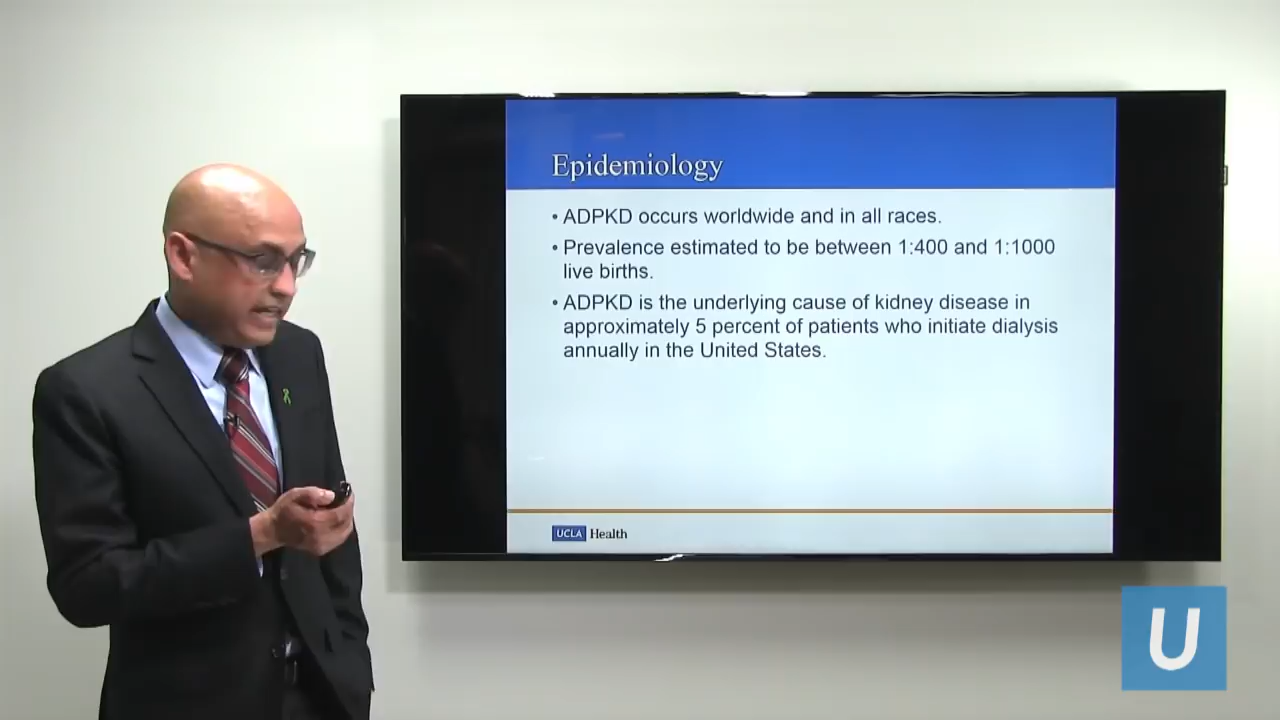 Epidemiology
• ADPKD occurs worldwide and in all races.
• Prevalence estimated to be between 1:400 and 1:1000
live births.
• ADPKD is the underlying cause of kidney disease in
approximately 5 percent of patients who initiate dialysis
annually in the United States.
UCLA Health
U